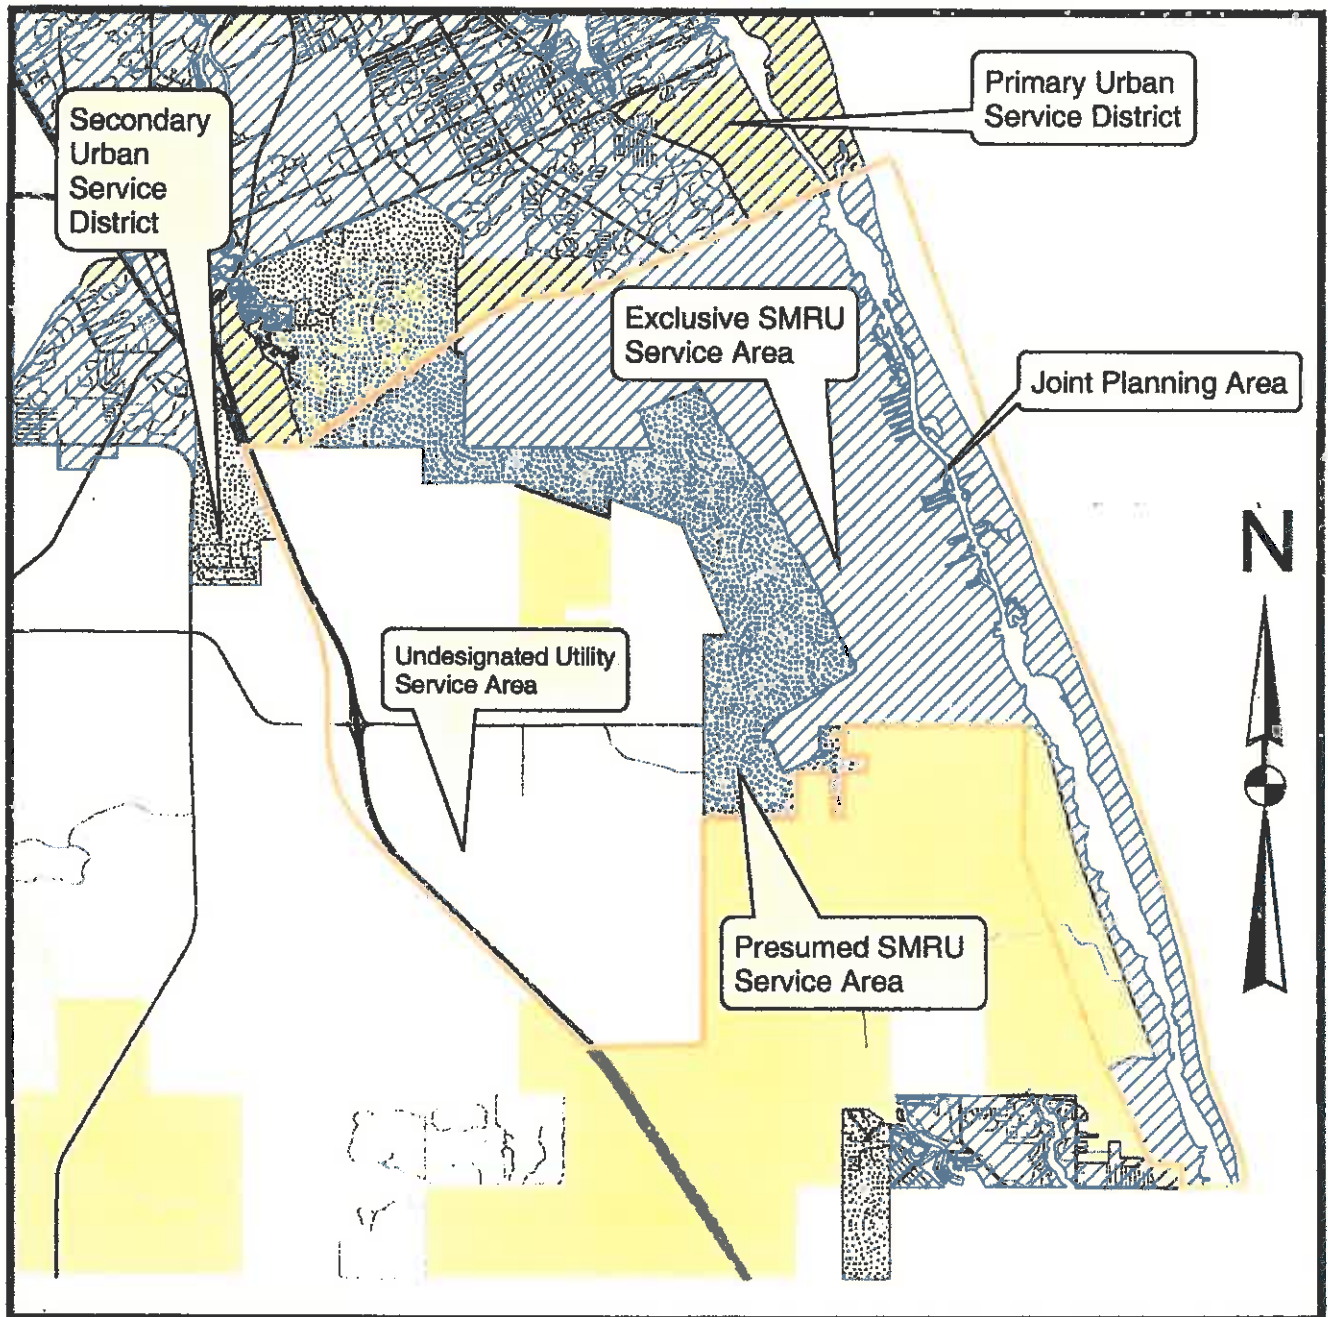 Primary Urban
Service District
Secondary
Urban
Service
District
Exclusive SMRU
Service Area
Joint Planning Area
N
Undesignated Utility
Service Area
Presumed SMRU
Service Area